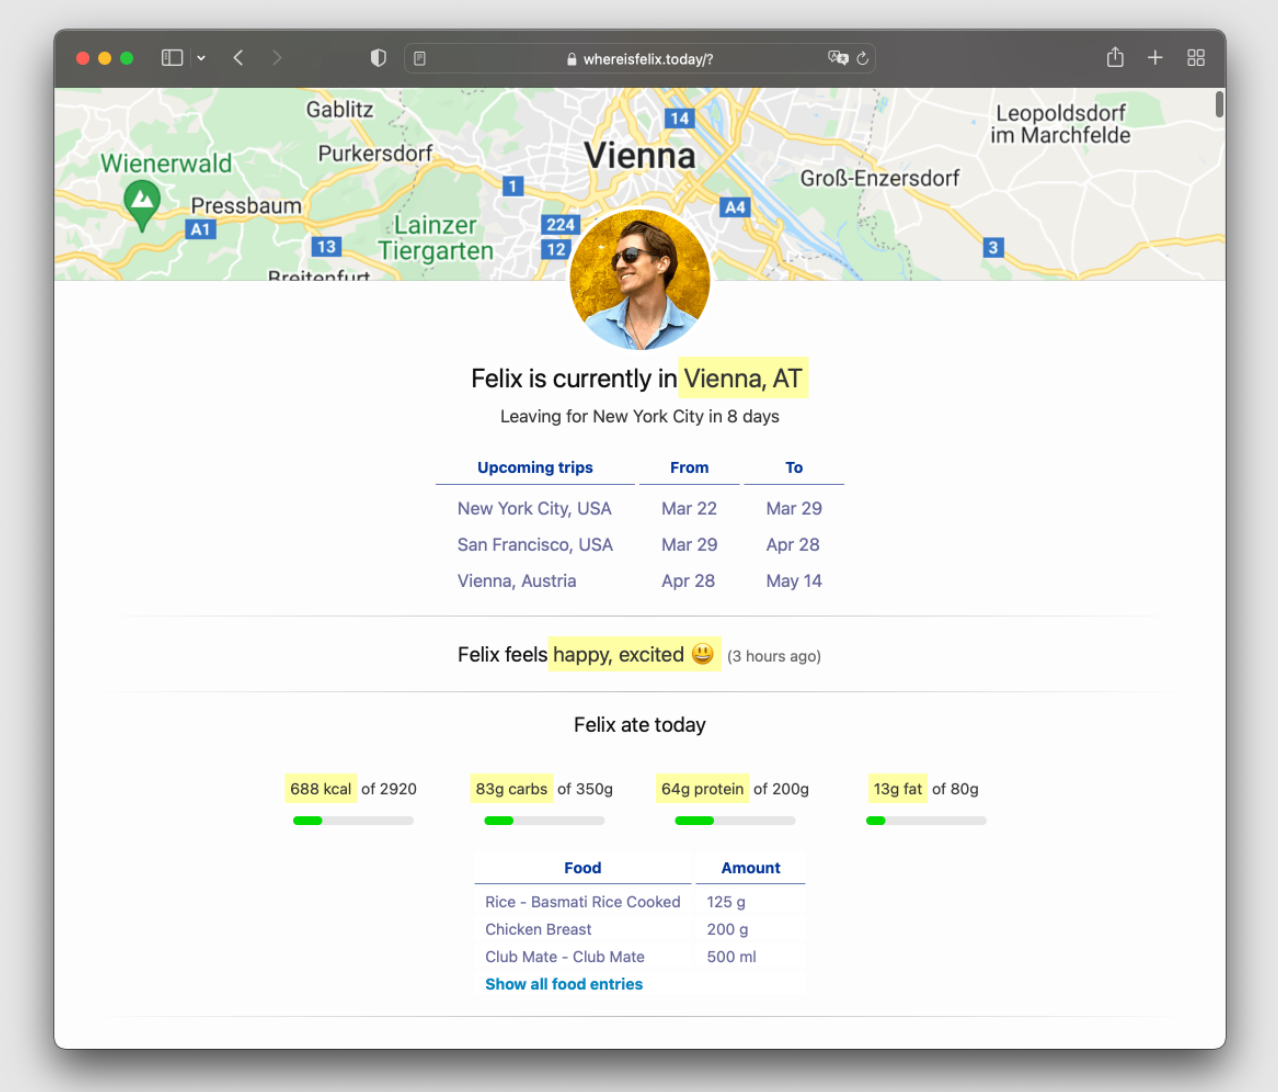 whereisfelix.today/?
Gablitz
14
Leopoldsdorf
im Marchfelde
Wienerwald
Purkersdorf
Vienna
1
Groß-Enzersdorf
Pressbaum
A1
Lainzer
Tiergarten
224
A4
13
12
3
Breitenfurt
Felix is currently in Vienna, AT
Leaving for New York City in 8 days
Upcoming trips From To
New York City, USA Mar 22 Mar 29
San Francisco, USA Mar 29 Apr 28
Vienna, Austria Apr 28 May 14
Felix feels happy, excited 😃 (3 hours ago)
Felix ate today
688 kcal of 2920 83g carbs of 350g 64g protein of 200g 13g fat of 80g
Food Amount
Rice - Basmati Rice Cooked 125 g
Chicken Breast 200 g
Club Mate - Club Mate 500 ml
Show all food entries